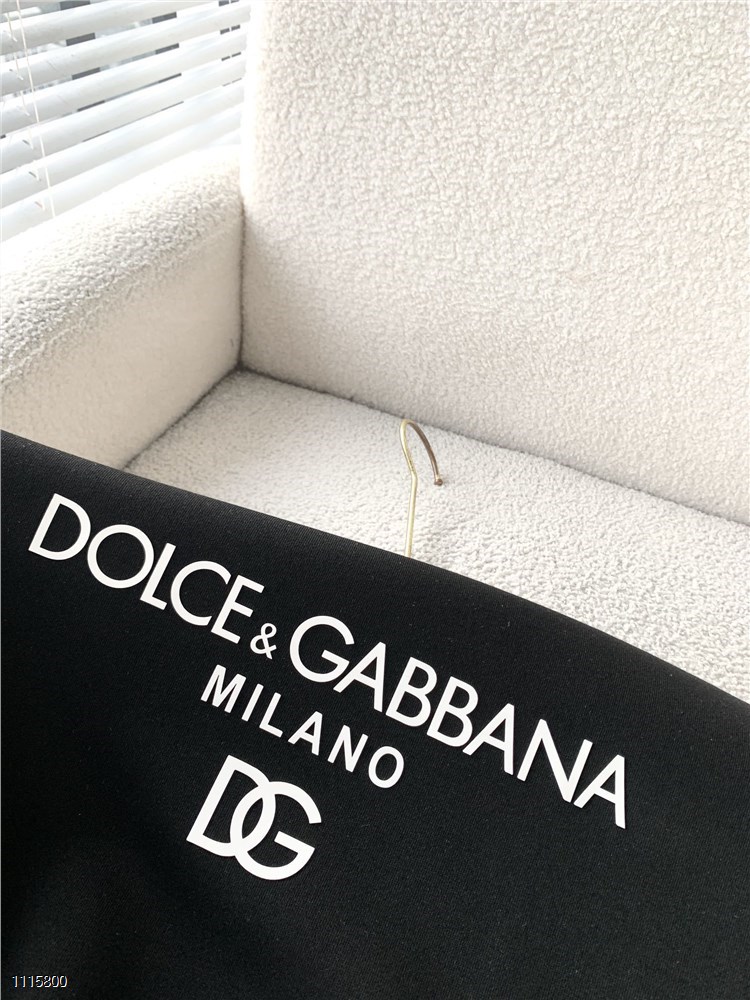 DOLCE & GABBANA
MILANO
DG
1115800